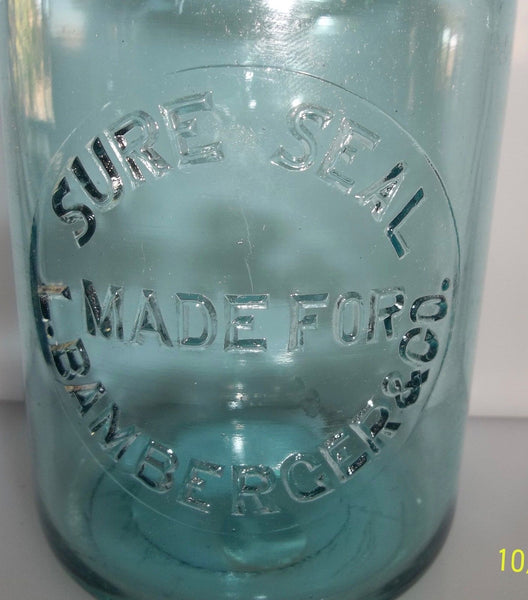 SURE SEAL
MADE FOR
L. BAMBERGER & CO.
10/